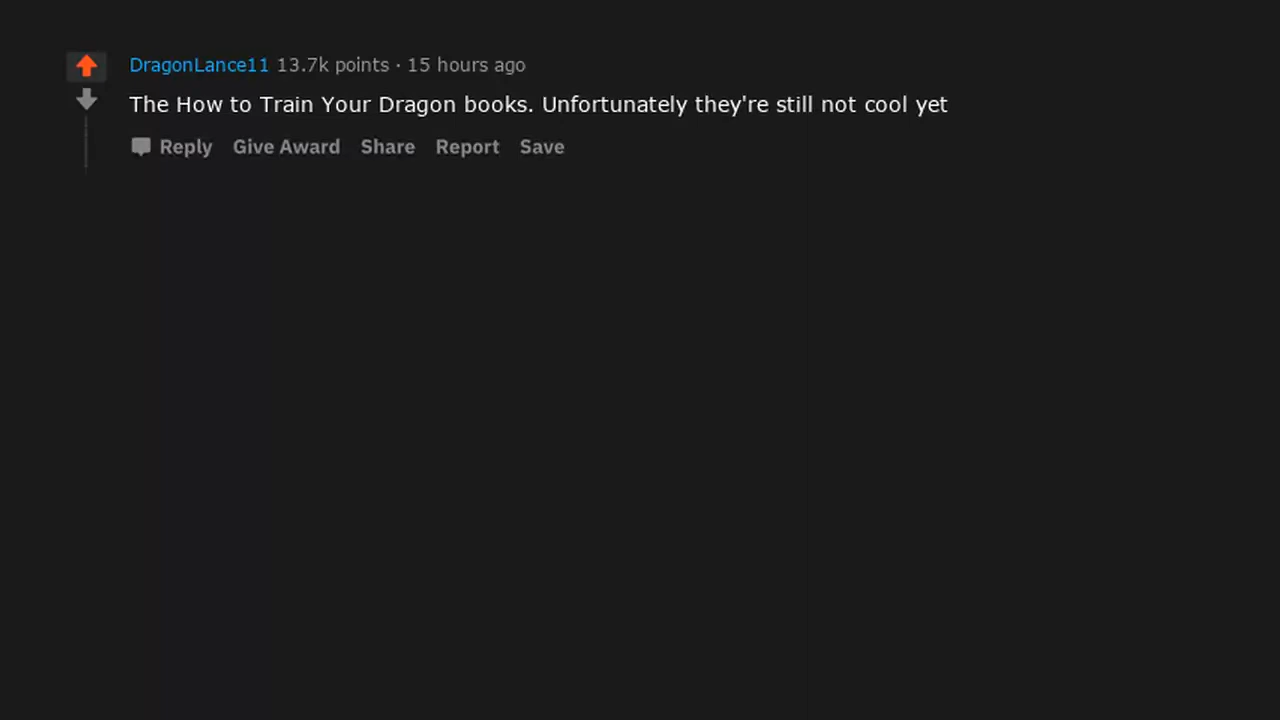 DragonLance11 13.7k points · 15 hours ago
The How to Train Your Dragon books. Unfortunately they're still not cool yet
Reply Give Award Share Report Save